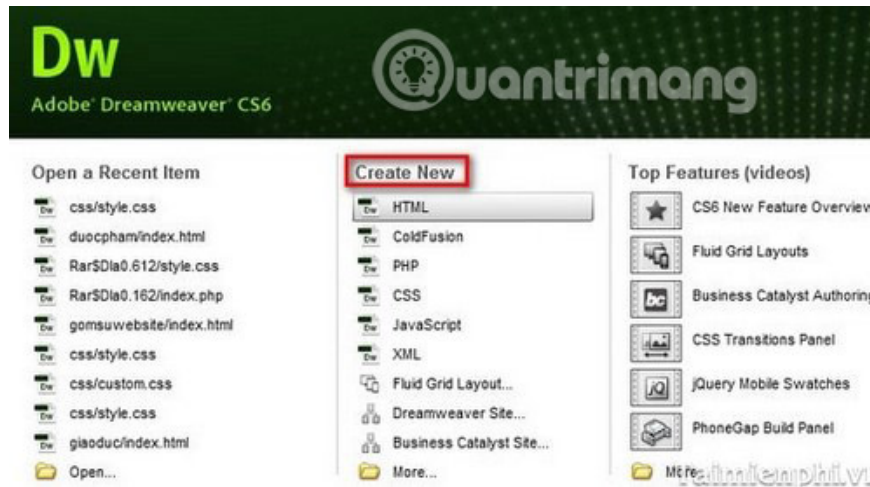 Dw
Adobe® Dreamweaver® CS6
Quantrimang
Open a Recent Item
css/style.css
duocpham/index.html
Rar$DIa0.612/style.css
Rar$DIa0.162/index.php
gomsuwebsite/index.html
css/style.css
css/custom.css
css/style.css
giaoduc/index.html
Open...
Create New
HTML
ColdFusion
PHP
CSS
JavaScript
XML
Fluid Grid Layout...
Dreamweaver Site...
Business Catalyst Site...
More...
Top Features (videos)
CS6 New Feature Overview
Fluid Grid Layouts
Business Catalyst Authoring
CSS Transitions Panel
jQuery Mobile Swatches
PhoneGap Build Panel
More...